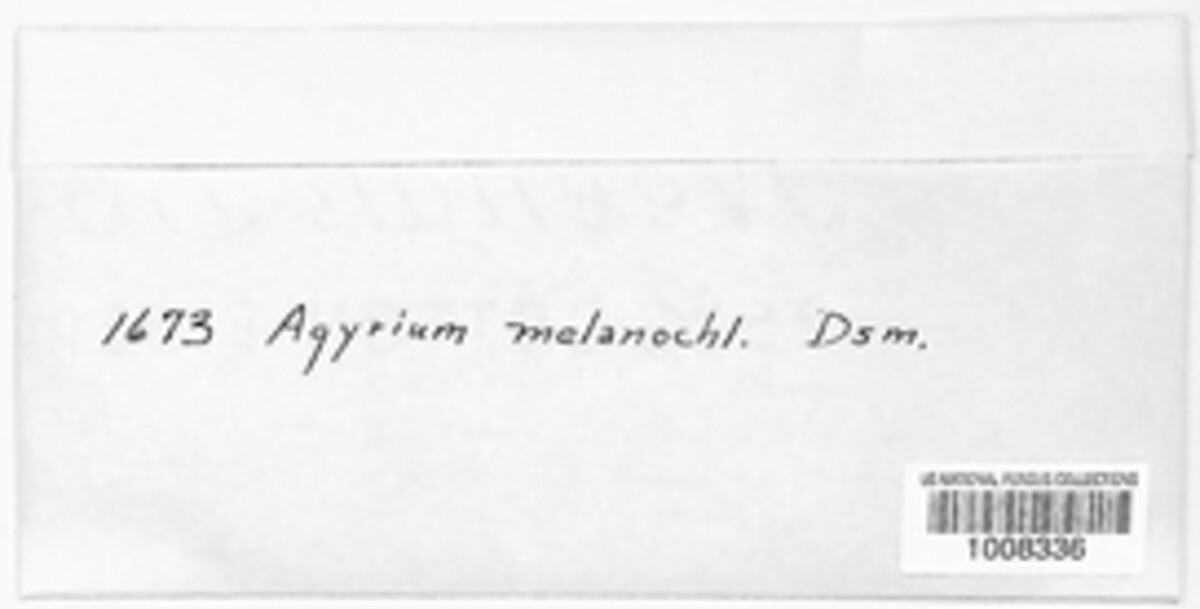 1673 Agyrium melanochl. Dsm.
US NATIONAL FUNGUS COLLECTIONS
1008336